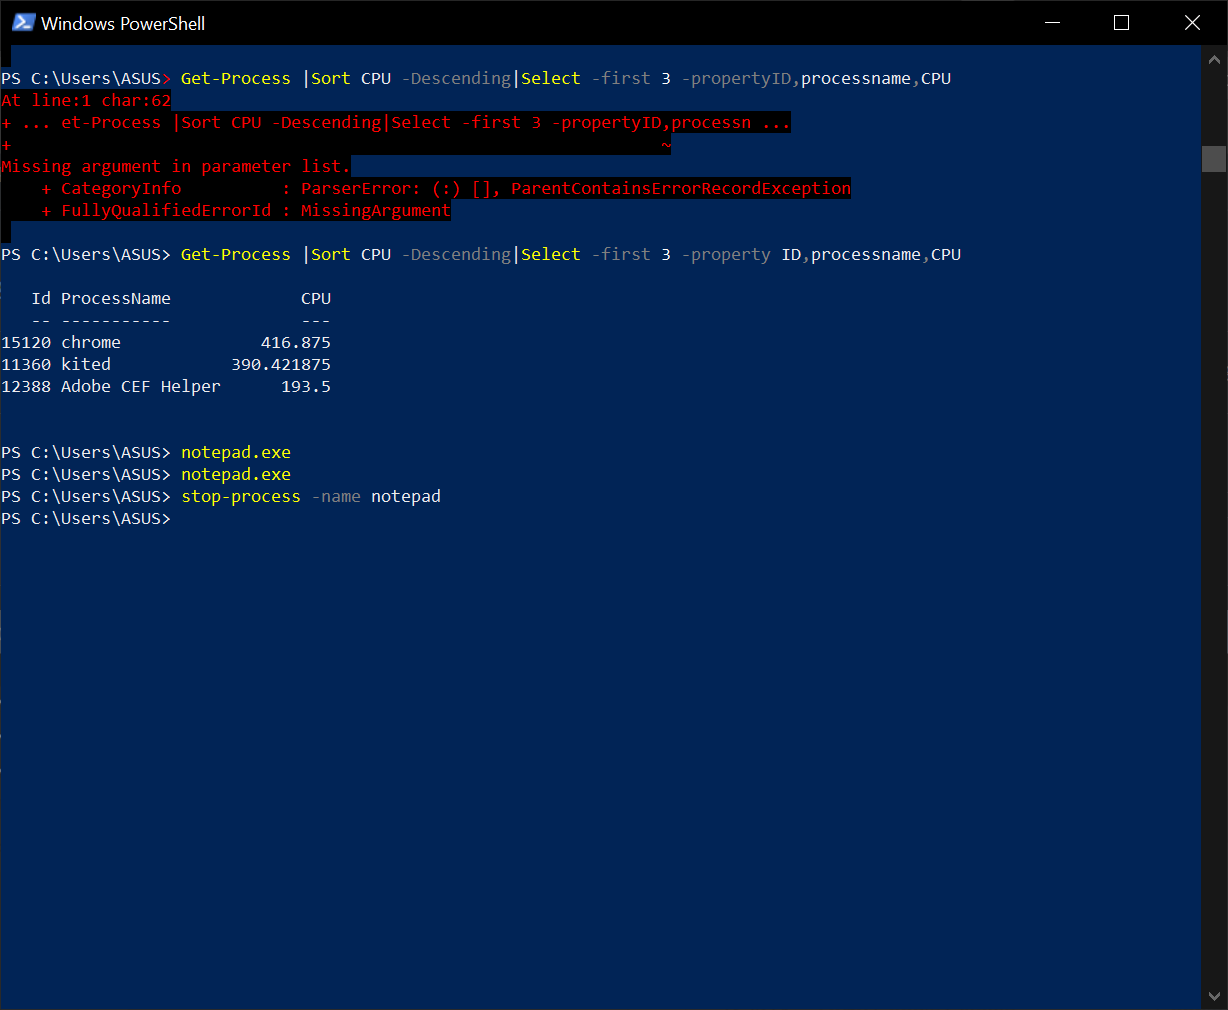 Windows PowerShell
PS C:\Users\ASUS> Get-Process |Sort CPU -Descending|Select -first 3 -propertyID,processname,CPU
At line:1 char:62
+ ... et-Process |Sort CPU -Descending|Select -first 3 -propertyID,processn ...
+                                                                  ~
Missing argument in parameter list.
    + CategoryInfo          : ParserError: (:) [], ParentContainsErrorRecordException
    + FullyQualifiedErrorId : MissingArgument
PS C:\Users\ASUS> Get-Process |Sort CPU -Descending|Select -first 3 -property ID,processname,CPU
   Id ProcessName             CPU
   -- -----------             ---
15120 chrome              416.875
11360 kited            390.421875
12388 Adobe CEF Helper      193.5
PS C:\Users\ASUS> notepad.exe
PS C:\Users\ASUS> notepad.exe
PS C:\Users\ASUS> stop-process -name notepad
PS C:\Users\ASUS>